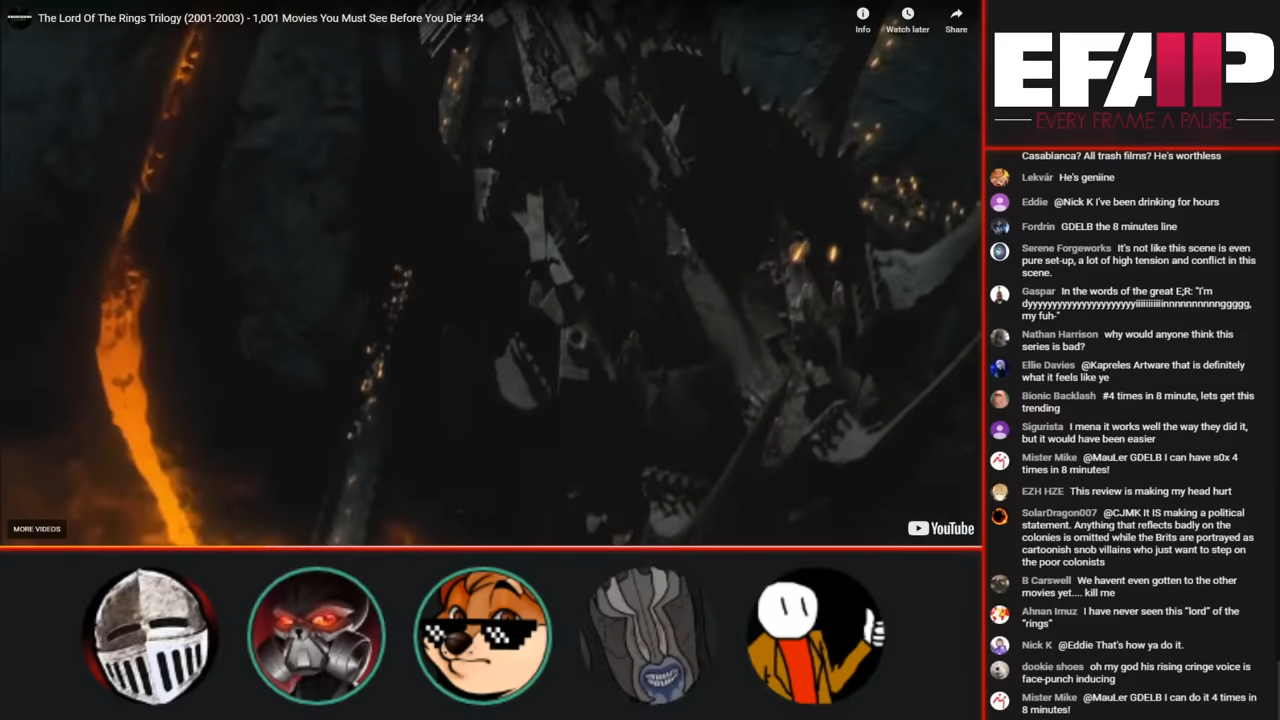 The Lord Of The Rings Trilogy (2001-2003) - 1,001 Movies You Must See Before You Die #34
Info
Watch later
Share
MORE VIDEOS
YouTube
EFAP
EVERY FRAME A PAUSE
Casablanca? All trash films? He's worthless
Lekvár He's geniine
Eddie @Nick K I've been drinking for hours
Fordrin GDELB the 8 minutes line
Serene Forgeworks It's not like this scene is even
pure set-up, a lot of high tension and conflict in this
scene.
Gaspar In the words of the great E;R: "I'm
dyyyyyyyyyyyyyyyyyyyyyiiiiiiiiiiinnnnnnnnnnggggg,
my fuh-"
Nathan Harrison why would anyone think this
series is bad?
Ellie Davies @Kapreles Artware that is definitely
what it feels like ye
Bionic Backlash #4 times in 8 minute, lets get this
trending
Sigurista I mena it works well the way they did it,
but it would have been easier
Mister Mike @MauLer GDELB I can have s0x 4
times in 8 minutes!
EZH HZE This review is making my head hurt
SolarDragon007 @CJMK It IS making a political
statement. Anything that reflects badly on the
colonies is omitted while the Brits are portrayed as
cartoonish snob villains who just want to step on
the poor colonists
B Carswell We havent even gotten to the other
movies yet.... kill me
Ahnan Imuz I have never seen this "lord" of the
"rings"
Nick K @Eddie That's how ya do it.
dookie shoes oh my god his rising cringe voice is
face-punch inducing
Mister Mike @MauLer GDELB I can do it 4 times in
8 minutes!